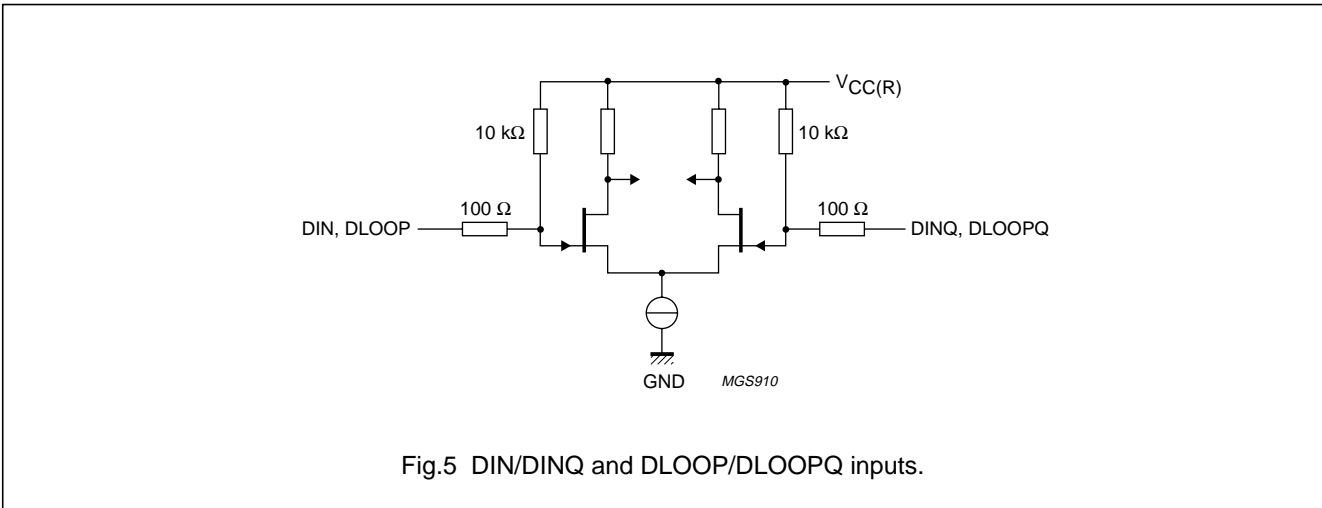 VCC(R)
10 kΩ 10 kΩ
100 Ω 100 Ω
DIN, DLOOP DINQ, DLOOPQ
GND MGS910
Fig.5 DIN/DINQ and DLOOP/DLOOPQ inputs.